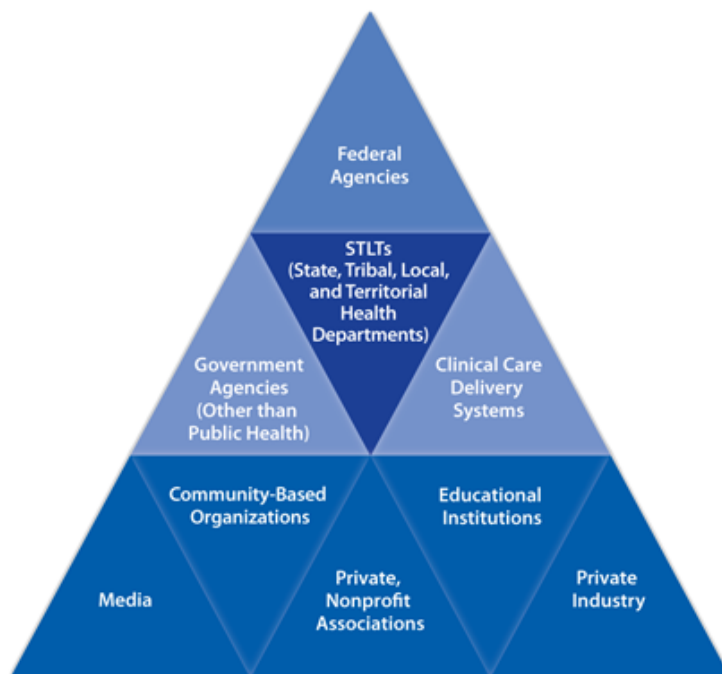 Federal
Agencies
STLTs
(State, Tribal, Local,
and Territorial
Health
Departments)
Government
Agencies
(Other than
Public Health)
Clinical Care
Delivery
Systems
Community-Based
Organizations
Educational
Institutions
Media
Private,
Nonprofit
Associations
Private
Industry